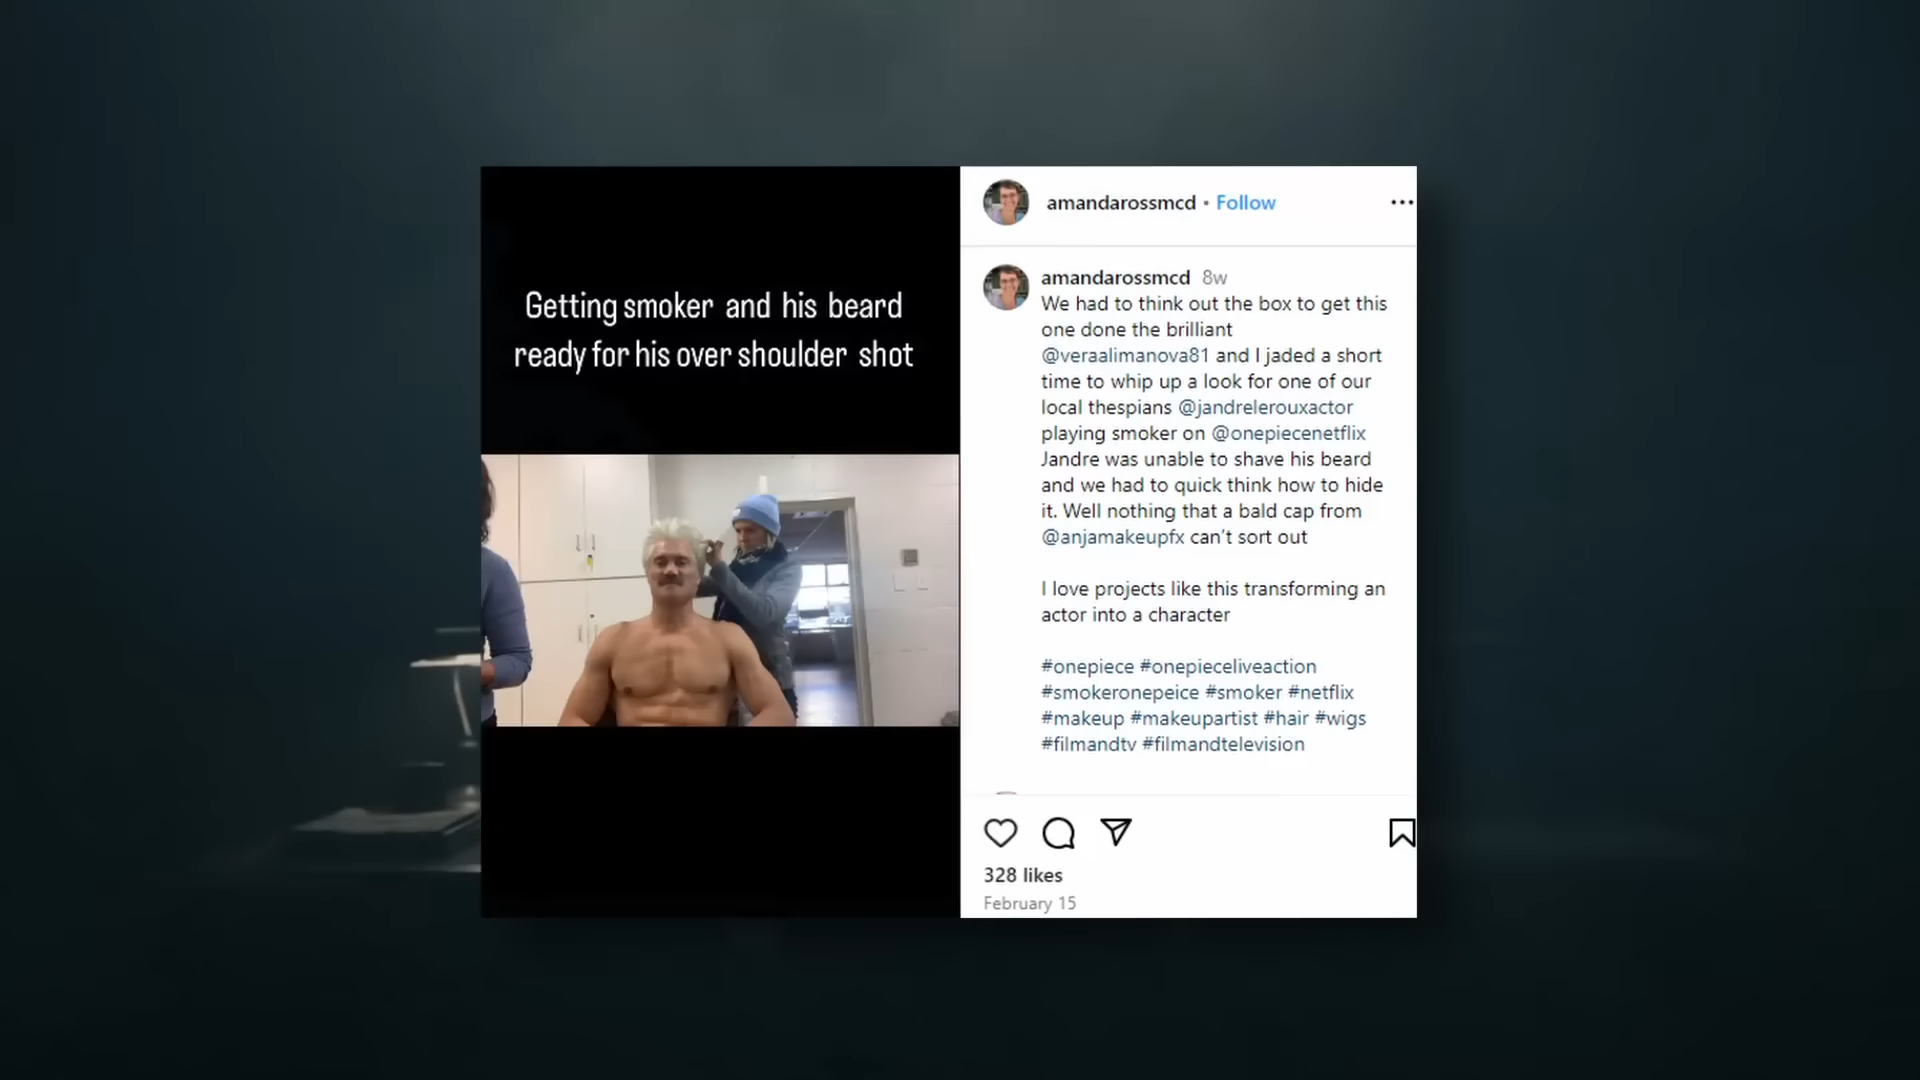 Getting smoker and his beard
ready for his over shoulder shot
amandarossmcd • Follow
amandarossmcd 8w
We had to think out the box to get this
one done the brilliant
@veraalimanova81 and I jaded a short
time to whip up a look for one of our
local thespians @jandrelerouxactor
playing smoker on @onepiecenetflix
Jandre was unable to shave his beard
and we had to quick think how to hide
it. Well nothing that a bald cap from
@anjamakeupfx can't sort out
I love projects like this transforming an
actor into a character
#onepiece #onepieceliveaction
#smokeronepeice #smoker #netflix
#makeup #makeupartist #hair #wigs
#filmandtv #filmandtelevision
328 likes
February 15